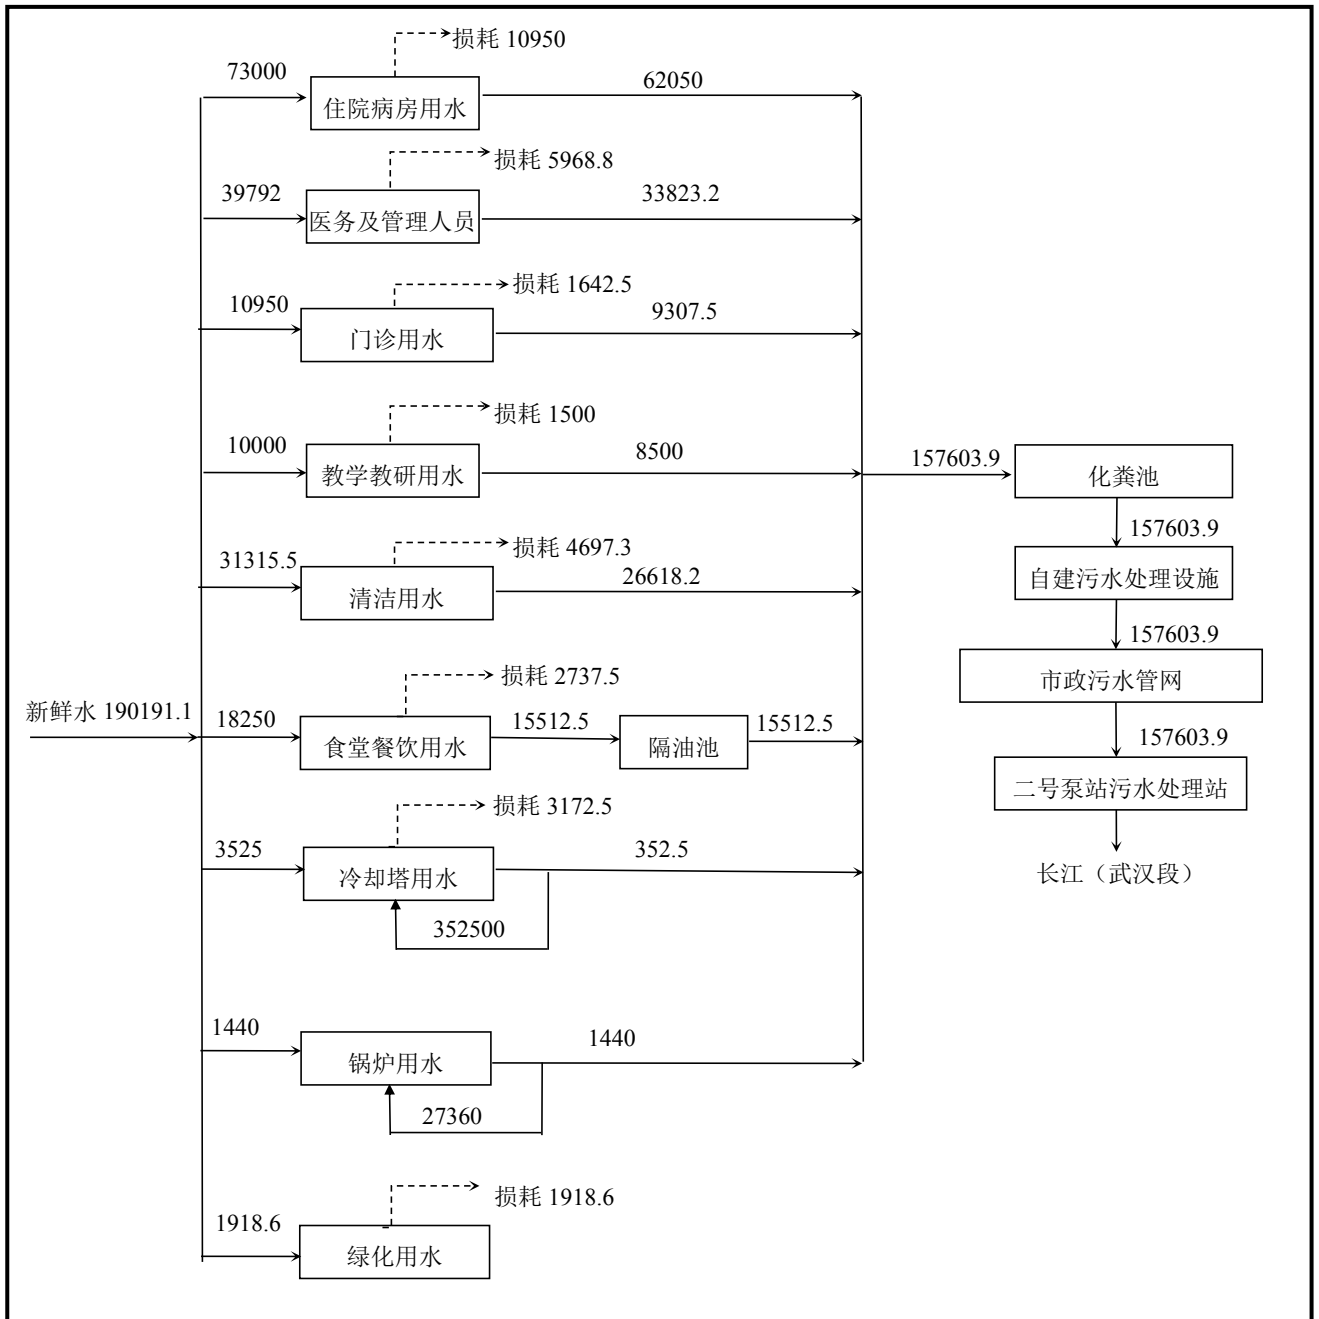 损耗 10950
73000
住院病房用水
62050
损耗 5968.8
39792
医务及管理人员
33823.2
损耗 1642.5
10950
门诊用水
9307.5
损耗 1500
10000
教学教研用水
8500
157603.9
化粪池
157603.9
损耗 4697.3
31315.5
清洁用水
26618.2
自建污水处理设施
157603.9
市政污水管网
157603.9
二号泵站污水处理站
长江（武汉段）
新鲜水 190191.1
损耗 2737.5
18250
食堂餐饮用水
15512.5
隔油池
15512.5
损耗 3172.5
3525
冷却塔用水
352.5
352500
1440
锅炉用水
1440
27360
损耗 1918.6
1918.6
绿化用水